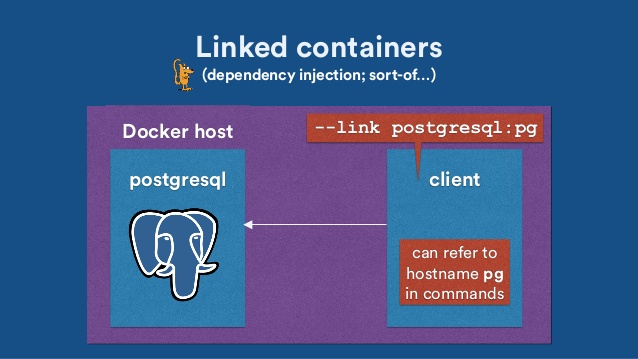 Linked containers
(dependency injection; sort-of...)
Docker host
--link postgresql:pg
postgresql
client
can refer to
hostname pg
in commands